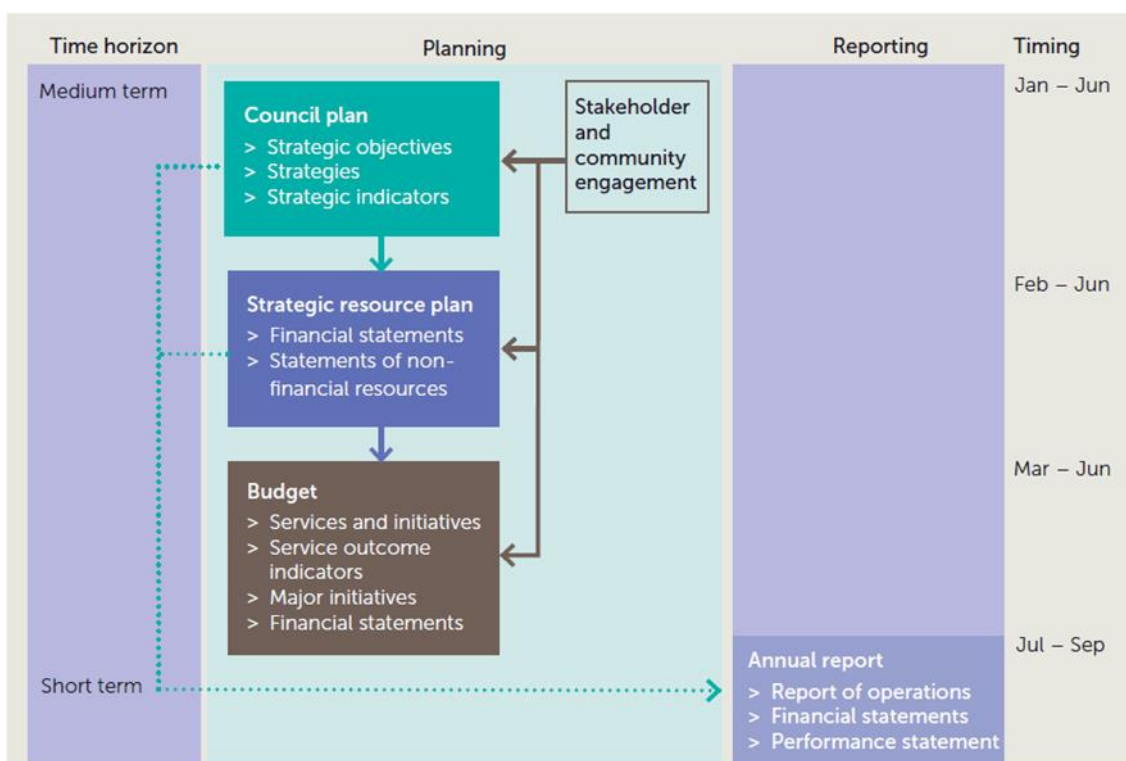 Time horizon
Planning
Reporting
Timing
Medium term
Jan – Jun
Council plan
> Strategic objectives
> Strategies
> Strategic indicators
Stakeholder
and
community
engagement
Feb – Jun
Strategic resource plan
> Financial statements
> Statements of non-
financial resources
Mar – Jun
Budget
> Services and initiatives
> Service outcome
indicators
> Major initiatives
> Financial statements
Jul – Sep
Short term
Annual report
> Report of operations
> Financial statements
> Performance statement